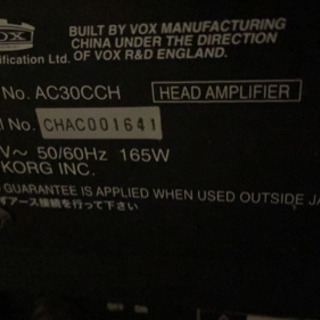 VOX
BUILT BY VOX MANUFACTURING
CHINA UNDER THE DIRECTION
OF VOX R&D ENGLAND.
ification Ltd.
No. AC30CCH HEAD AMPLIFIER
l No. CHAC001641
V~ 50/60Hz 165W
KORG INC.
GUARANTEE IS APPLIED WHEN USED OUTSIDE JA
アース接続を行って下さい